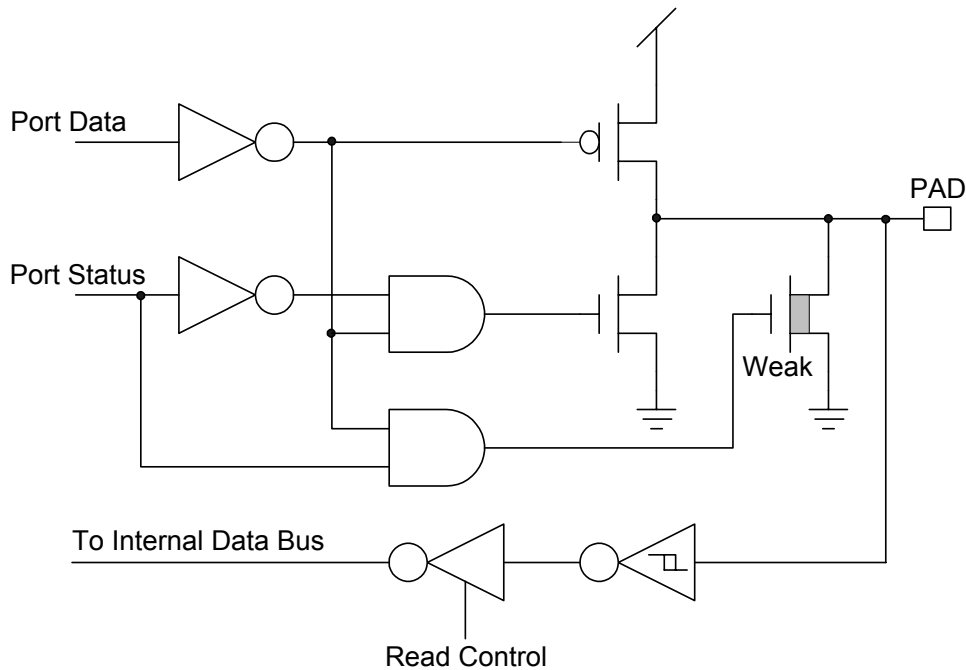 Port Data
PAD
Port Status
Weak
To Internal Data Bus
Read Control